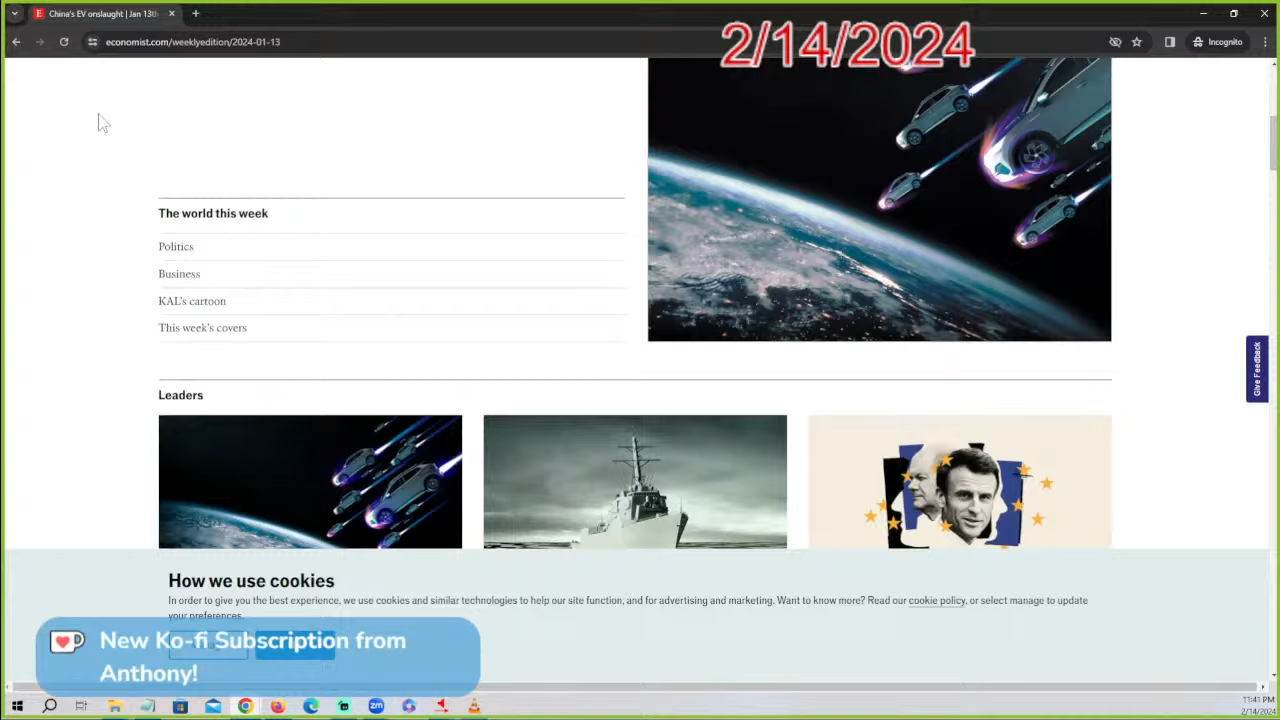 China's EV onslaught | Jan 13th
economist.com/weeklyedition/2024-01-13
Incognito
2/14/2024
The world this week
Politics
Business
KAL's cartoon
This week's covers
Give Feedback
Leaders
How we use cookies
In order to give you the best experience, we use cookies and similar technologies to help our site function, and for advertising and marketing. Want to know more? Read our cookie policy, or select manage to update
your preferences.
New Ko-fi Subscription from
Anthony!
11:41 PM
2/14/2024